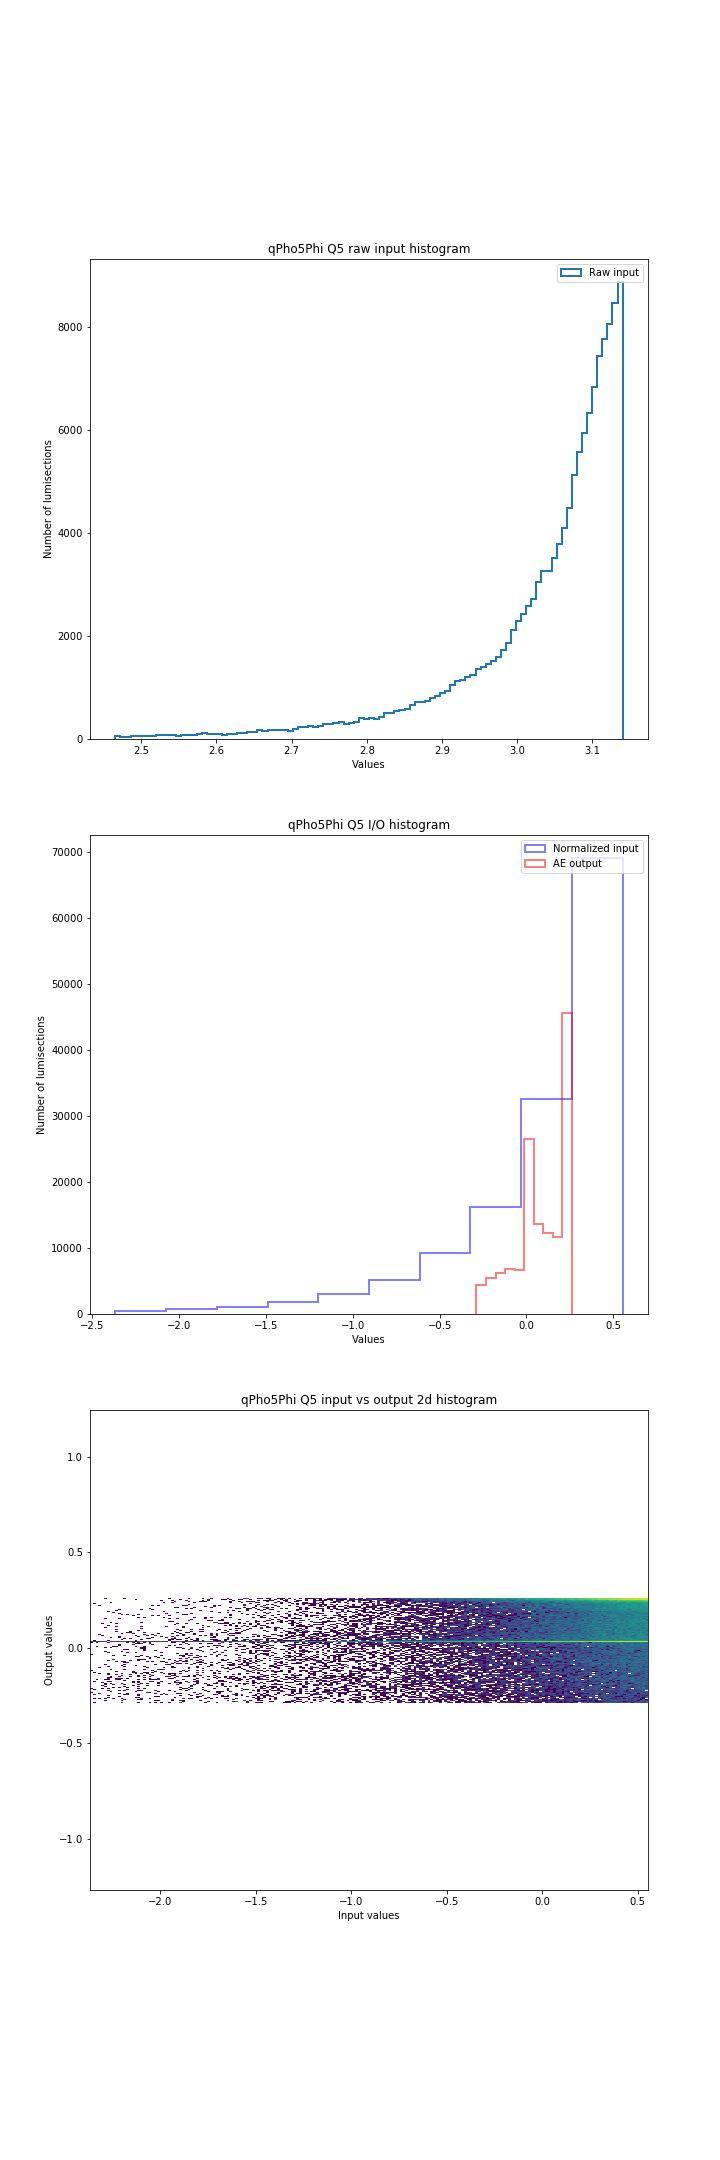 qPho5Phi Q5 raw input histogram
Raw input
8000
6000
4000
2000
0
Number of lumisections
2.5 2.6 2.7 2.8 2.9 3.0 3.1
Values
qPho5Phi Q5 I/O histogram
Normalized input
AE output
70000
60000
50000
40000
30000
20000
10000
0
Number of lumisections
−2.5 −2.0 −1.5 −1.0 −0.5 0.0 0.5
Values
qPho5Phi Q5 input vs output 2d histogram
1.0
0.5
0.0
−0.5
−1.0
Output values
−2.0 −1.5 −1.0 −0.5 0.0 0.5
Input values